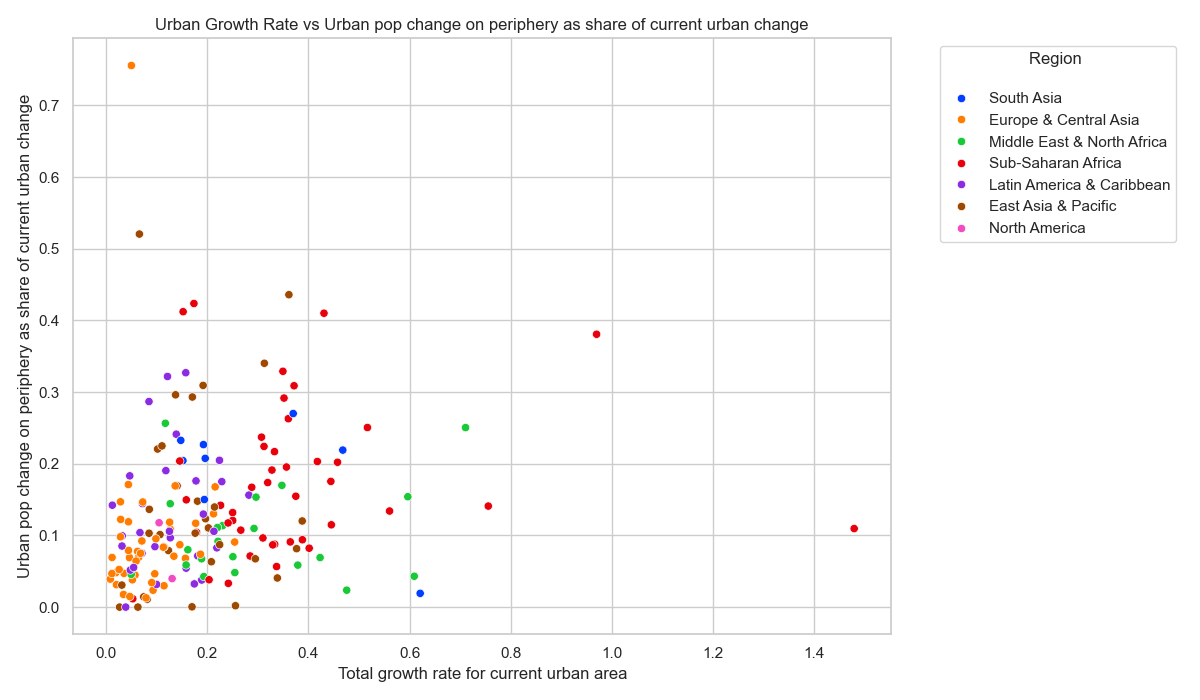 Urban Growth Rate vs Urban pop change on periphery as share of current urban change
Urban pop change on periphery as share of current urban change
0.7
0.6
0.5
0.4
0.3
0.2
0.1
0.0
0.0 0.2 0.4 0.6 0.8 1.0 1.2 1.4
Total growth rate for current urban area
Region
South Asia
Europe & Central Asia
Middle East & North Africa
Sub-Saharan Africa
Latin America & Caribbean
East Asia & Pacific
North America